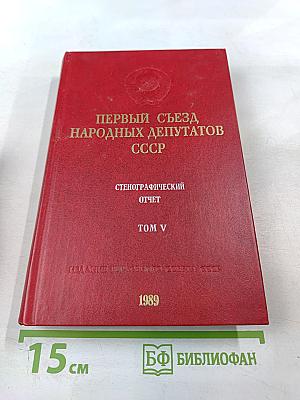 ПЕРВЫЙ СЪЕЗД
НАРОДНЫХ ДЕПУТАТОВ
СССР
СТЕНОГРАФИЧЕСКИЙ
ОТЧЕТ
ТОМ V
1989
15 см
БФ БИБЛИОФАН